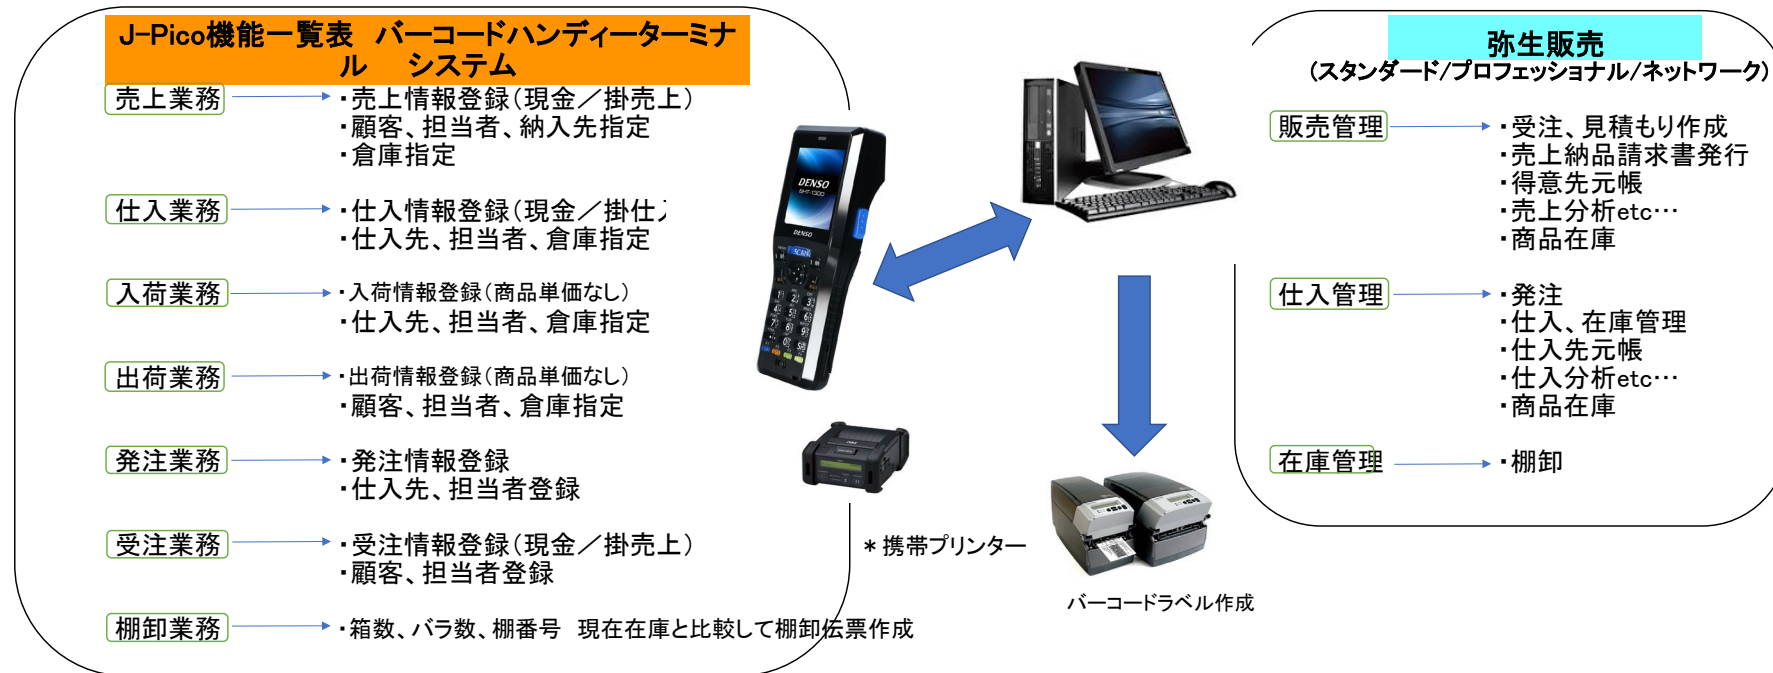 J-Pico機能一覧表　バーコードハンディーターミナ
ル　システム
売上業務
・売上情報登録(現金／掛売上)
・顧客、担当者、納入先指定
・倉庫指定
仕入業務
・仕入情報登録(現金／掛仕入
・仕入先、担当者、倉庫指定
入荷業務
・入荷情報登録(商品単価なし)
・仕入先、担当者、倉庫指定
出荷業務
・出荷情報登録(商品単価なし)
・顧客、担当者、倉庫指定
発注業務
・発注情報登録
・仕入先、担当者登録
受注業務
・受注情報登録(現金／掛売上)
・顧客、担当者登録
棚卸業務
・箱数、バラ数、棚番号　現在在庫と比較して棚卸伝票作成
DENSO
BHT-1300
DENSO
SCAN
＊携帯プリンター
バーコードラベル作成
弥生販売
(スタンダード/プロフェッショナル/ネットワーク)
販売管理
・受注、見積もり作成
・売上納品請求書発行
・得意先元帳
・売上分析etc…
・商品在庫
仕入管理
・発注
・仕入、在庫管理
・仕入先元帳
・仕入分析etc…
・商品在庫
在庫管理
・棚卸